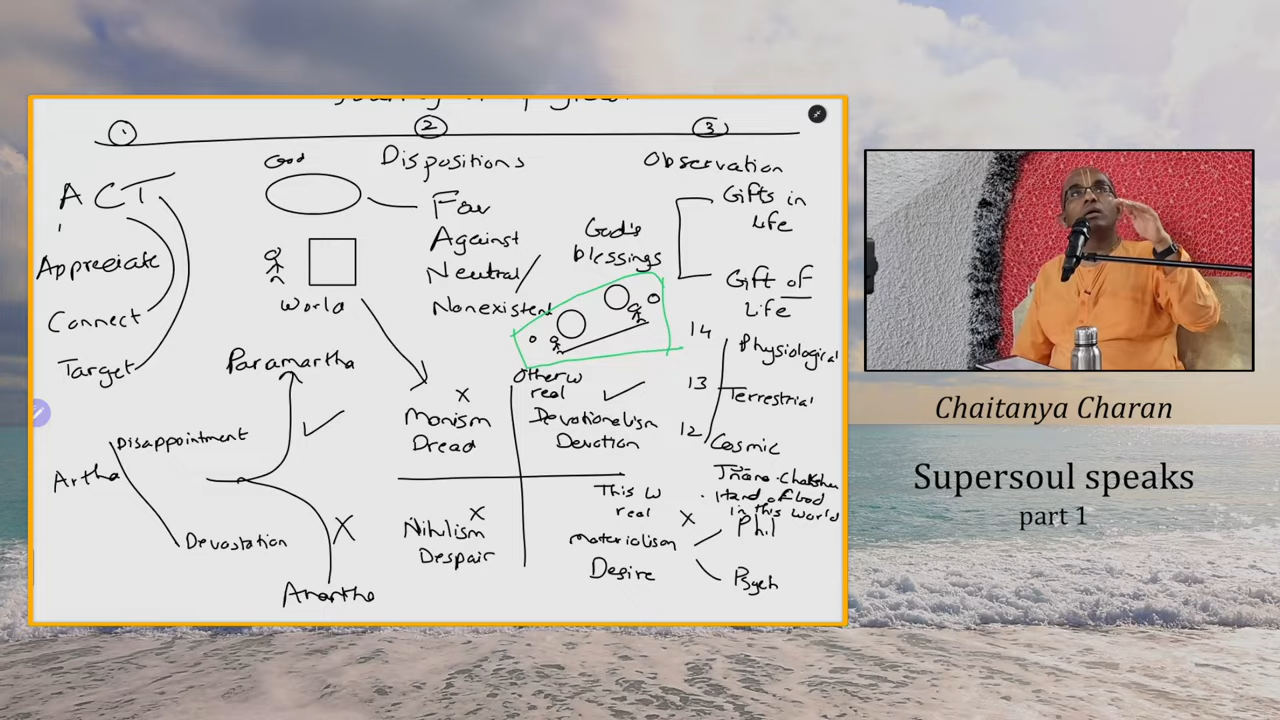 1
2
3
ACT
Appreciate
Connect
Target
God
World
Dispositions
For
Against
Neutral /
Nonexistent
God's
blessings
Observation
Gifts in
Life
Gift of
Life
14 Physiological
13 Terrestrial
12 Cosmic
Jnana-Chakshu
Hand of God
in this world
Paramartha
Disappointment
Artha
Devastation
X
Anartha
X
Monism
Dread
Otherw
real
Devotionalism
Devotion
X
Nihilism
Despair
This w
real
X
Materialism
Desire
Phil
Psych
Chaitanya Charan
Supersoul speaks
part 1